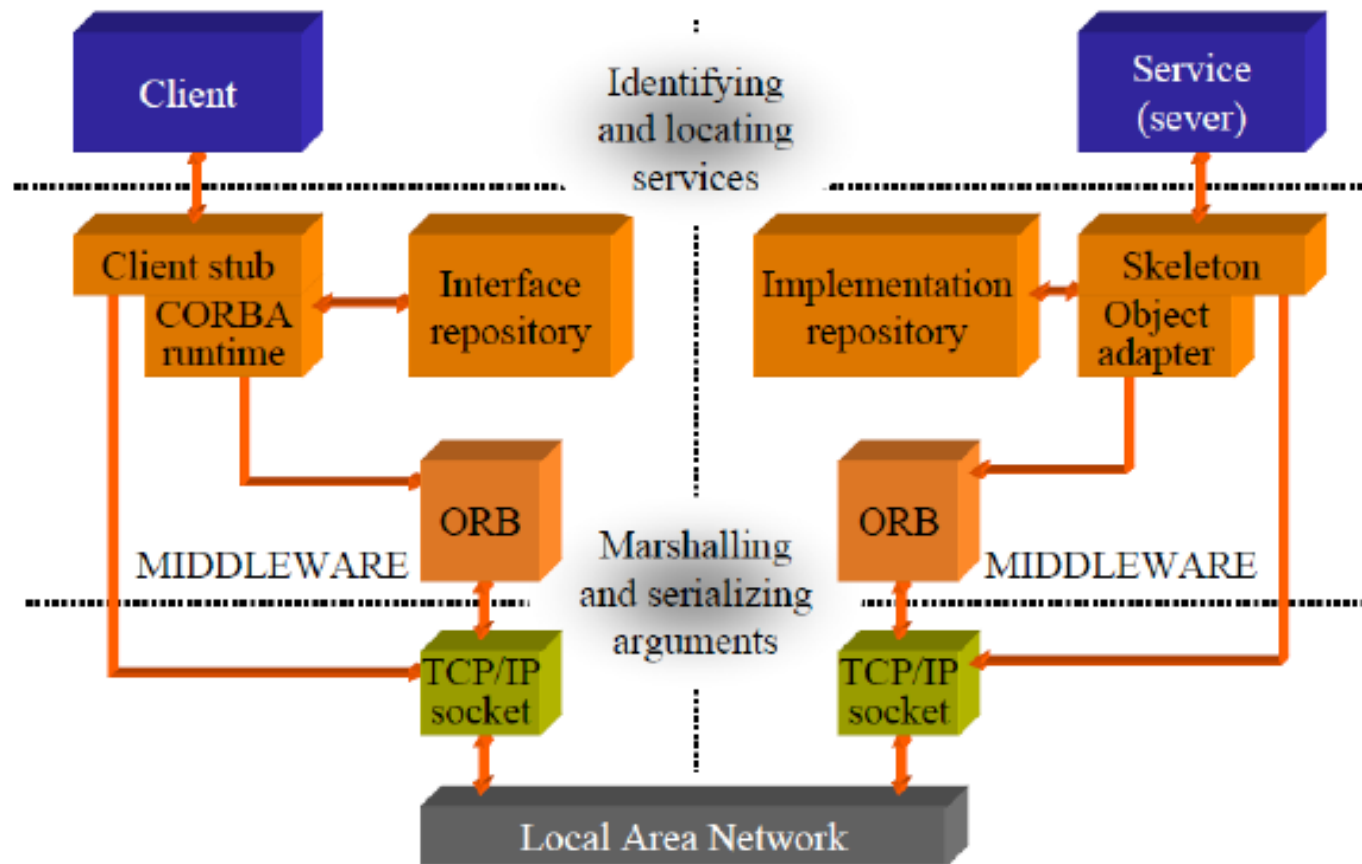 Client
Identifying
and locating
services
Service
(sever)
Client stub
CORBA
runtime
Interface
repository
Implementation
repository
Skeleton
Object
adapter
ORB
ORB
MIDDLEWARE
Marshalling
and serializing
arguments
MIDDLEWARE
TCP/IP
socket
TCP/IP
socket
Local Area Network